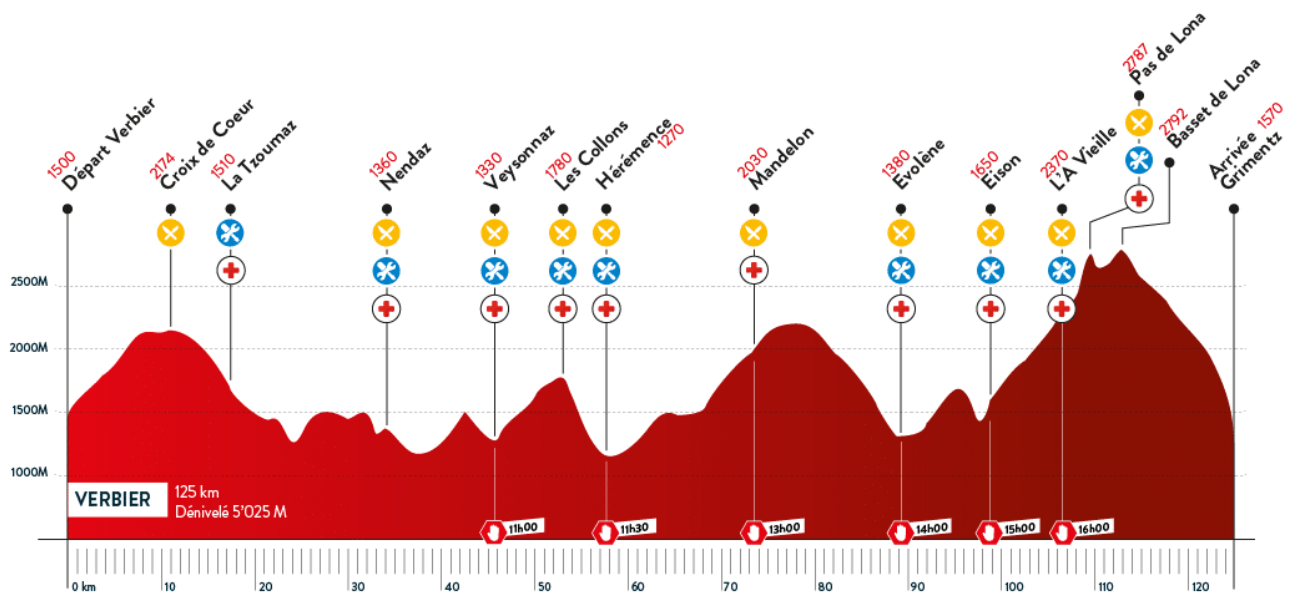 1500
Départ Verbier
2174
Croix de Coeur
1510
La Tzoumaz
1360
Nendaz
1330
Veysonnaz
1780
Les Collons
Hérémence
1270
2030
Mandelon
1380
Evolène
1650
Eison
2370
L'A Vieille
2787
Pas de Lona
2792
Basset de Lona
Arrivée 1570
Grimentz
2500M
2000M
1500M
1000M
VERBIER
125 km
Dénivelé 5'025 M
11h00
11h30
13h00
14h00
15h00
16h00
0 km
10
20
30
40
50
60
70
80
90
100
110
120